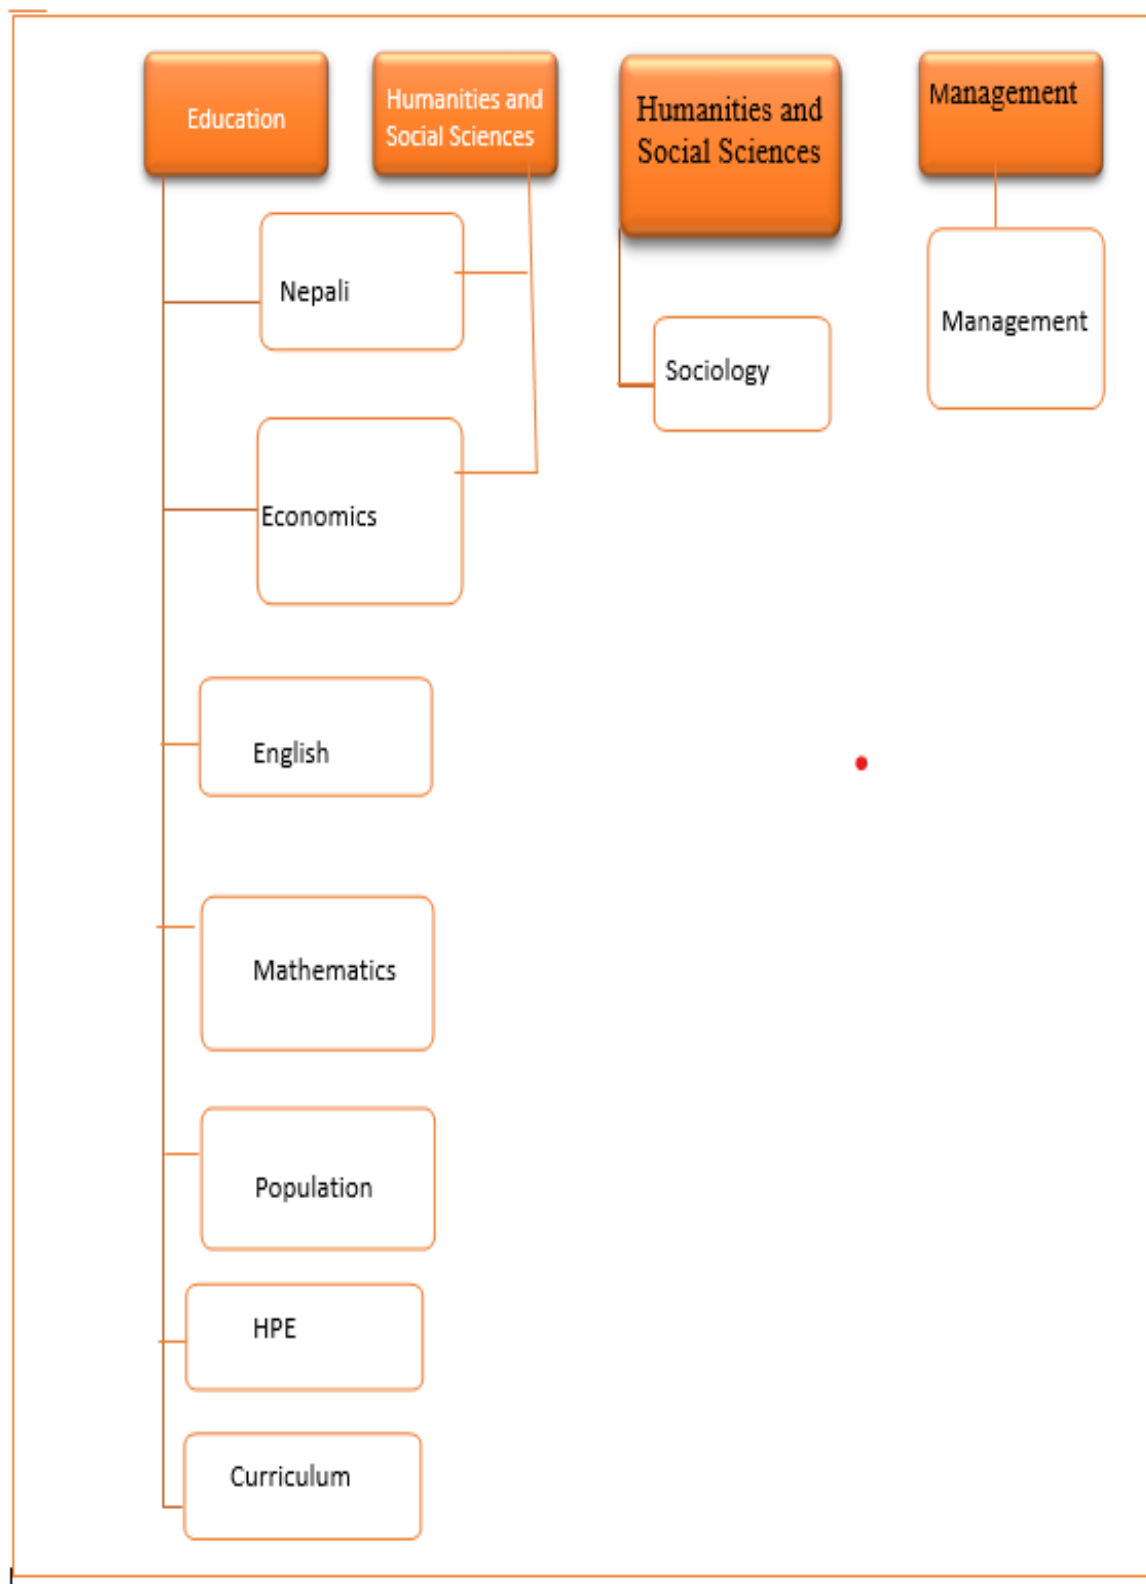 Education
Humanities and
Social Sciences
Humanities and
Social Sciences
Management
Nepali
Management
Sociology
Economics
English
Mathematics
Population
HPE
Curriculum